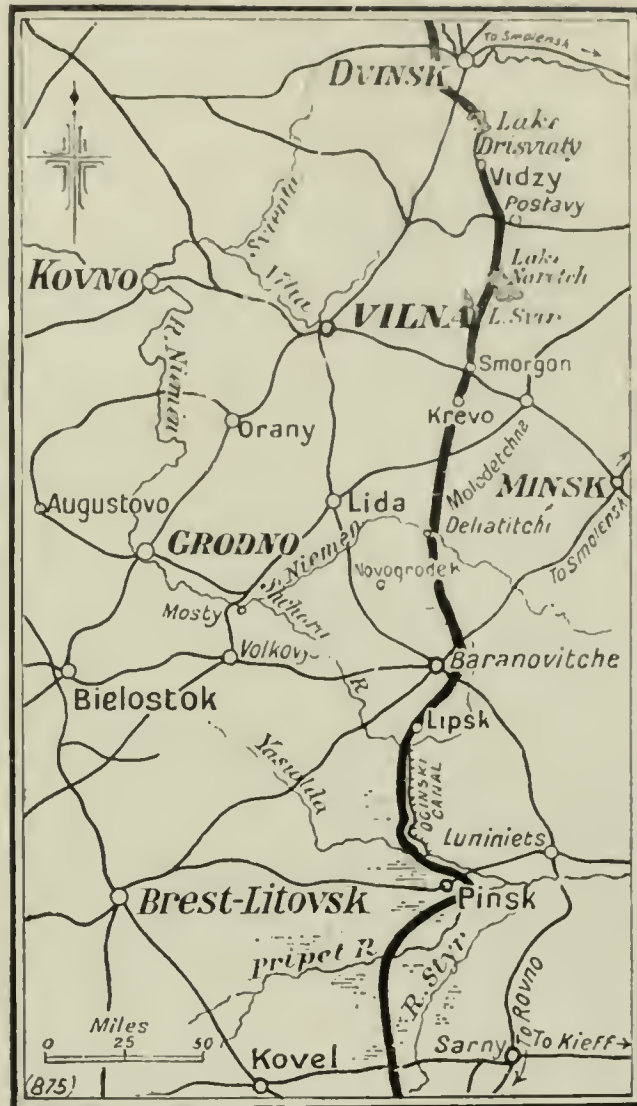 To Smolensk
DVINSK
Lake
Drisviaty
Vidzy
Postavy
Svienta
Vilia
KOVNO
Lake
Narotch
VILNA
L. Svir
R. Niemen
Smorgon
Krevo
Orany
Molodetchna
MINSK
Augustovo
Lida
Deliatitchi
GRODNO
Niemen
To Smolensk
Novogrodek
Shchara
Mosty
Volkovy
R
Baranovitche
Bielostok
Lipsk
Yasiolda
OGINSKI
CANAL
Luniniets
Brest-Litovsk
Pinsk
Pripet R
R. Styr
Miles
0 25 50
Kovel
Sarny
To Rovno
To Kieff
(875)